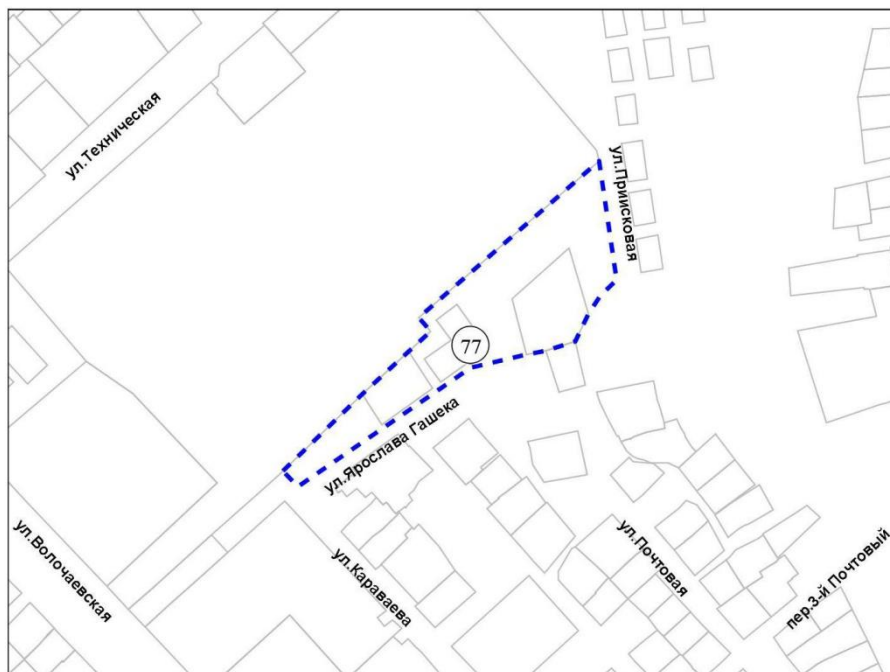 ул.Техническая
ул.Приисковая
77
ул.Ярослава Гашека
ул.Волочаевская
ул.Караваева
ул.Почтовая
пер.3-й Почтовый